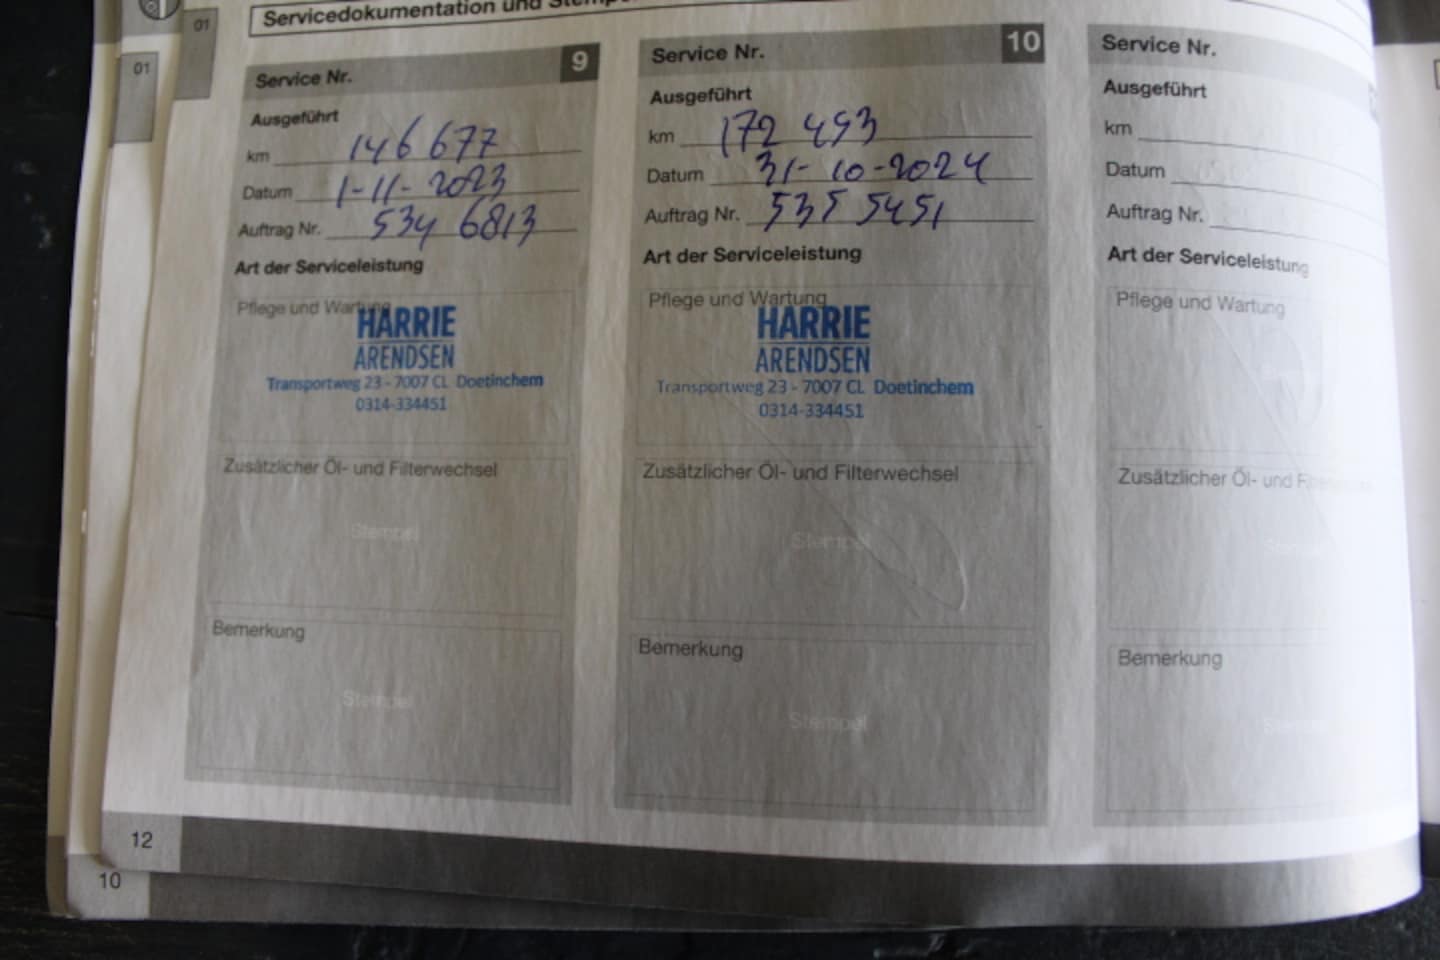 01
01
Servicedokumentation und
Service Nr. 9
Ausgeführt
km 146 677
Datum 1-11-2023
Auftrag Nr. 534 6813
Art der Serviceleistung
Pflege und Wartung
HARRIE
ARENDSEN
Transportweg 23 - 7007 CL Doetinchem
0314-334451
Zusätzlicher Öl- und Filterwechsel
Stempel
Bemerkung
Stempel
Service Nr. 10
Ausgeführt
km 172 493
Datum 31-10-2024
Auftrag Nr. 535 5451
Art der Serviceleistung
Pflege und Wartung
HARRIE
ARENDSEN
Transportweg 23 - 7007 CL Doetinchem
0314-334451
Zusätzlicher Öl- und Filterwechsel
Stempel
Bemerkung
Stempel
Service Nr.
Ausgeführt
km
Datum
Auftrag Nr.
Art der Serviceleistung
Pflege und Wartung
Zusätzlicher Öl- und
Stempel
Bemerkung
Stempel
12
10